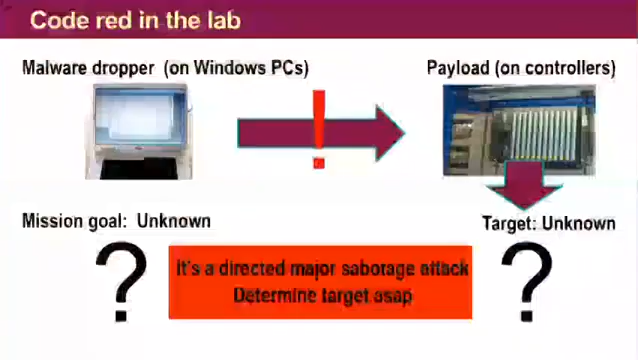 Code red in the lab
Malware dropper (on Windows PCs)
Payload (on controllers)
!
Mission goal: Unknown
Target: Unknown
?
It's a directed major sabotage attack
Determine target asap
?